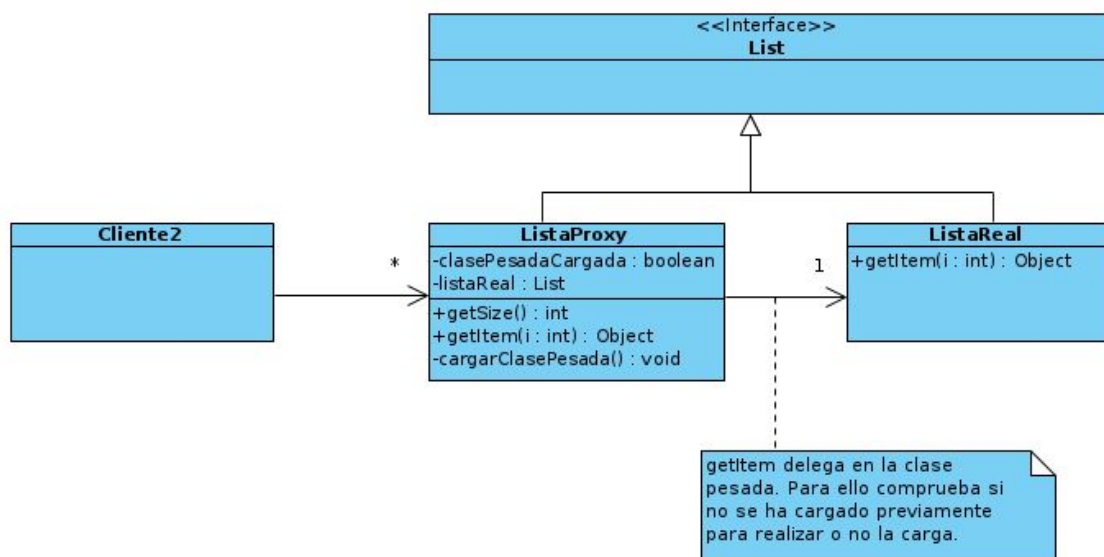 <<Interface>>
List
Cliente2
*
ListaProxy
-clasePesadaCargada : boolean
-listaReal : List
+getSize() : int
+getItem(i : int) : Object
-cargarClasePesada() : void
1
ListaReal
+getItem(i : int) : Object
getItem delega en la clase
pesada. Para ello comprueba si
no se ha cargado previamente
para realizar o no la carga.